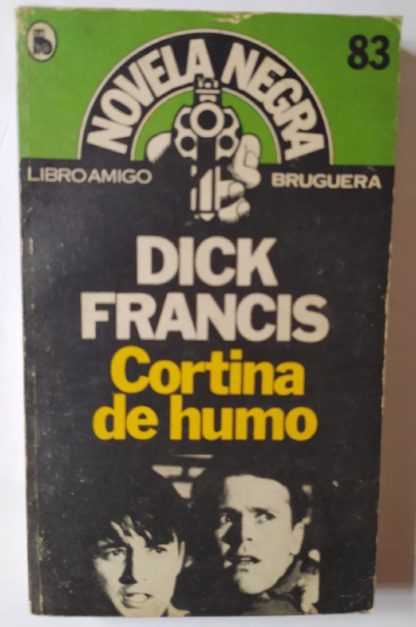 83
NOVELA NEGRA
LIBRO AMIGO
BRUGUERA
DICK
FRANCIS
Cortina
de humo